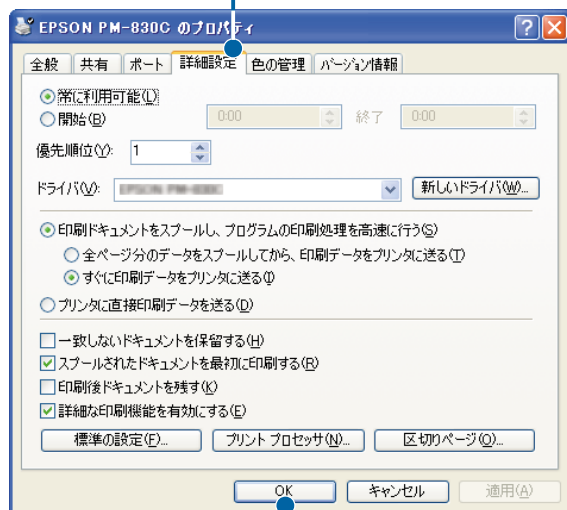 EPSON PM-830C のプロパティ
全般 共有 ポート 詳細設定 色の管理 バージョン情報
常に利用可能(L)
開始(B) 0:00 終了 0:00
優先順位(Y): 1
ドライバ(V): EPSON PM-830C 新しいドライバ(W)...
印刷ドキュメントをスプールし、プログラムの印刷処理を高速に行う(S)
全ページ分のデータをスプールしてから、印刷データをプリンタに送る(T)
すぐに印刷データをプリンタに送る(I)
プリンタに直接印刷データを送る(D)
一致しないドキュメントを保留する(H)
スプールされたドキュメントを最初に印刷する(R)
印刷後ドキュメントを残す(K)
詳細な印刷機能を有効にする(E)
標準の設定(F)... プリント プロセッサ(N)... 区切りページ(O)...
OK キャンセル 適用(A)